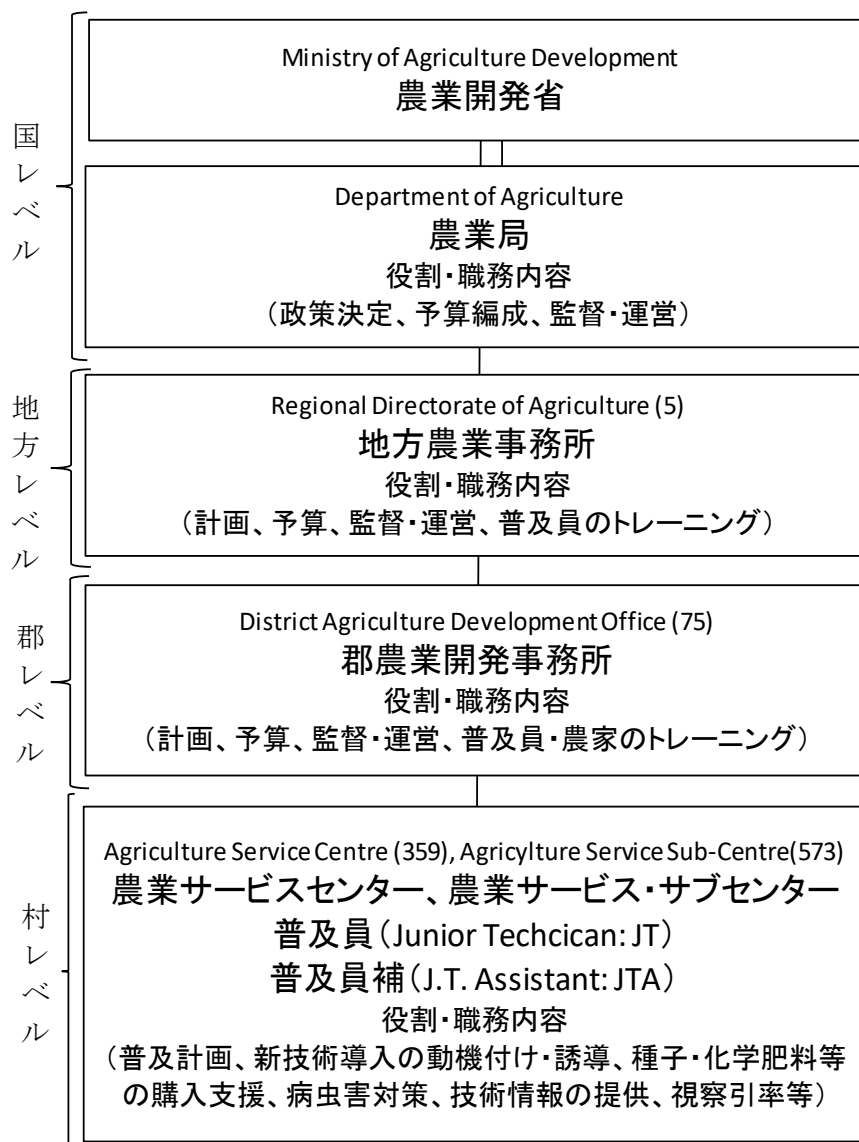 国レベル
Ministry of Agriculture Development
農業開発省
Department of Agriculture
農業局
役割・職務内容
（政策決定、予算編成、監督・運営）
地方レベル
Regional Directorate of Agriculture (5)
地方農業事務所
役割・職務内容
（計画、予算、監督・運営、普及員のトレーニング）
郡レベル
District Agriculture Development Office (75)
郡農業開発事務所
役割・職務内容
（計画、予算、監督・運営、普及員・農家のトレーニング）
村レベル
Agriculture Service Centre (359), Agricylture Service Sub-Centre(573)
農業サービスセンター、農業サービス・サブセンター
普及員（Junior Techcican: JT）
普及員補（J.T. Assistant: JTA）
役割・職務内容
（普及計画、新技術導入の動機付け・誘導、種子・化学肥料等
の購入支援、病虫害対策、技術情報の提供、視察引率等）